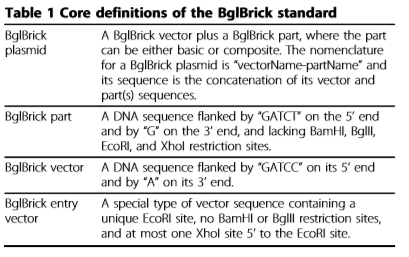 Table 1 Core definitions of the BglBrick standard
BglBrick plasmid A BglBrick vector plus a BglBrick part, where the part
can be either basic or composite. The nomenclature
for a BglBrick plasmid is “vectorName-partName” and
its sequence is the concatenation of its vector and
part(s) sequences.
BglBrick part A DNA sequence flanked by “GATCT” on the 5’ end
and by “G” on the 3’ end, and lacking BamHI, BglII,
EcoRI, and XhoI restriction sites.
BglBrick vector A DNA sequence flanked by “GATCC” on its 5’ end
and by “A” on its 3’ end.
BglBrick entry vector A special type of vector sequence containing a
unique EcoRI site, no BamHI or BglII restriction sites,
and at most one XhoI site 5’ to the EcoRI site.